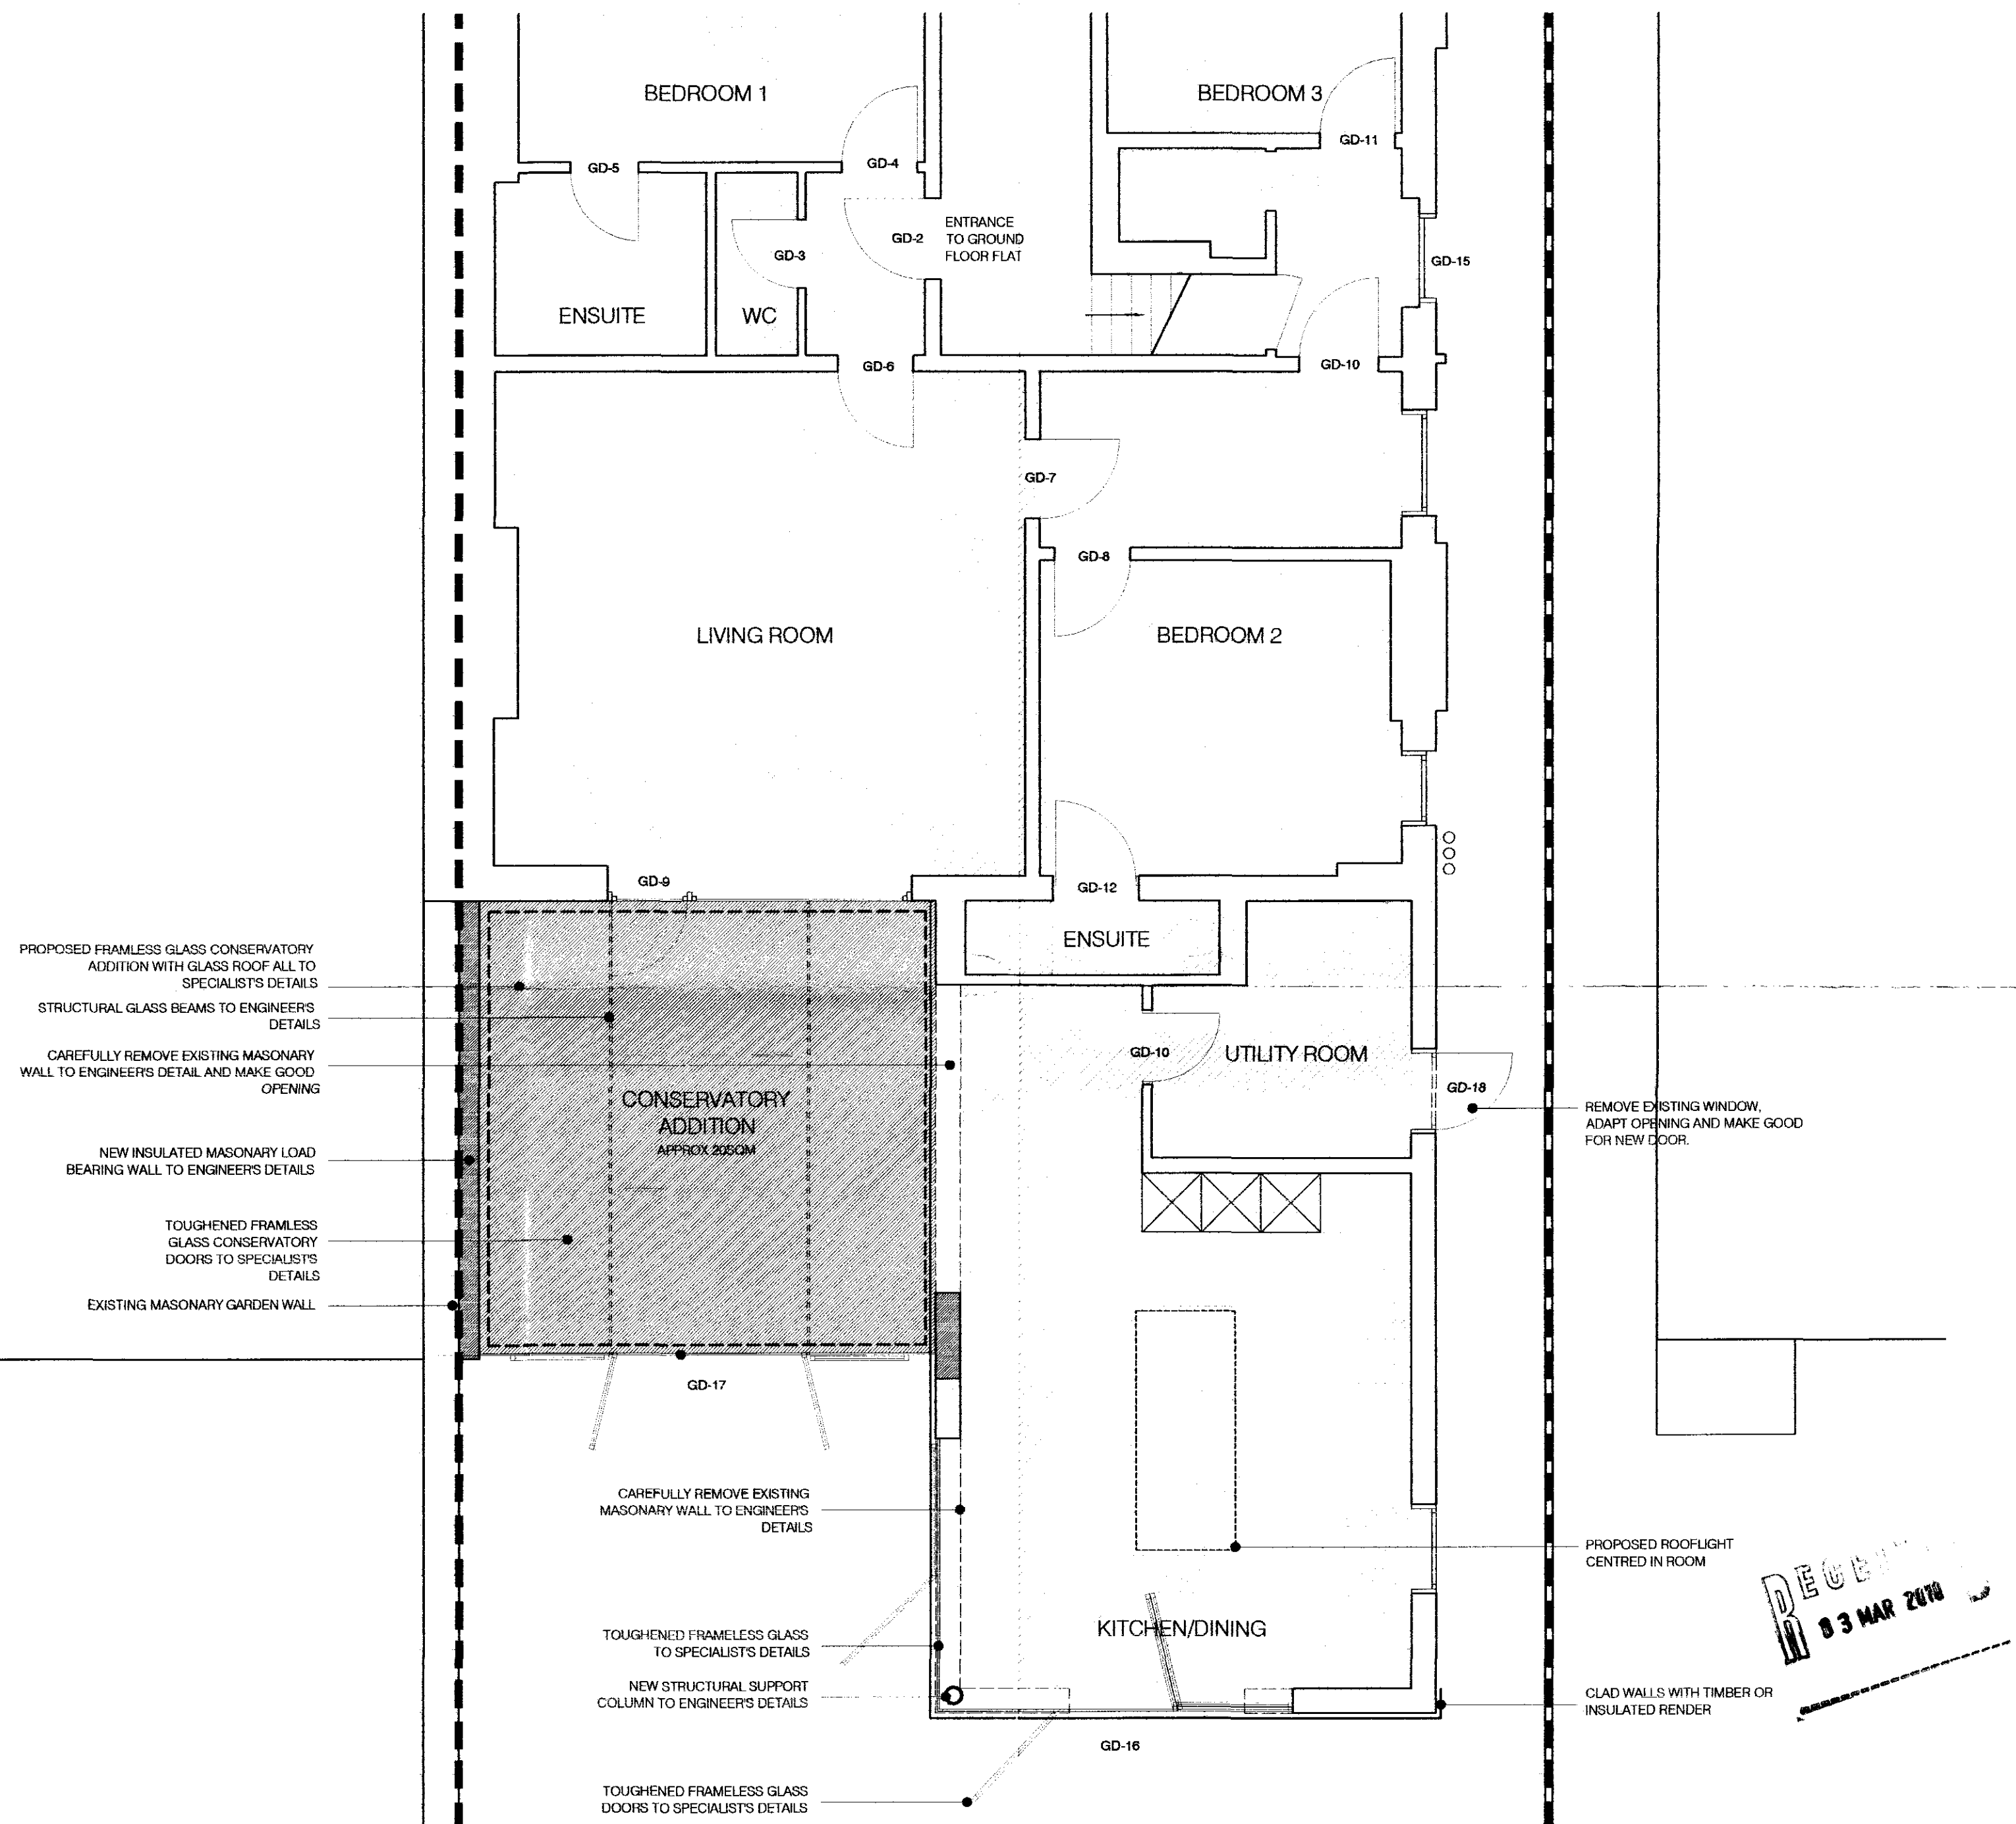 BEDROOM 1
BEDROOM 3
GD-5
GD-4
GD-11
GD-3
GD-2
ENTRANCE
TO GROUND
FLOOR FLAT
GD-15
ENSUITE
WC
GD-6
GD-10
GD-7
GD-8
LIVING ROOM
BEDROOM 2
GD-9
GD-12
ENSUITE
PROPOSED FRAMLESS GLASS CONSERVATORY
ADDITION WITH GLASS ROOF ALL TO
SPECIALIST'S DETAILS
STRUCTURAL GLASS BEAMS TO ENGINEER'S
DETAILS
CAREFULLY REMOVE EXISTING MASONARY
WALL TO ENGINEER'S DETAIL AND MAKE GOOD
OPENING
NEW INSULATED MASONARY LOAD
BEARING WALL TO ENGINEER'S DETAILS
TOUGHENED FRAMLESS
GLASS CONSERVATORY
DOORS TO SPECIALIST'S
DETAILS
EXISTING MASONARY GARDEN WALL
CONSERVATORY
ADDITION
APPROX 20SQM
GD-10
UTILITY ROOM
GD-18
REMOVE EXISTING WINDOW,
ADAPT OPENING AND MAKE GOOD
FOR NEW DOOR.
GD-17
CAREFULLY REMOVE EXISTING
MASONARY WALL TO ENGINEER'S
DETAILS
PROPOSED ROOFLIGHT
CENTRED IN ROOM
KITCHEN/DINING
TOUGHENED FRAMELESS GLASS
TO SPECIALIST'S DETAILS
NEW STRUCTURAL SUPPORT
COLUMN TO ENGINEER'S DETAILS
CLAD WALLS WITH TIMBER OR
INSULATED RENDER
GD-16
TOUGHENED FRAMELESS GLASS
DOORS TO SPECIALIST'S DETAILS
MAR